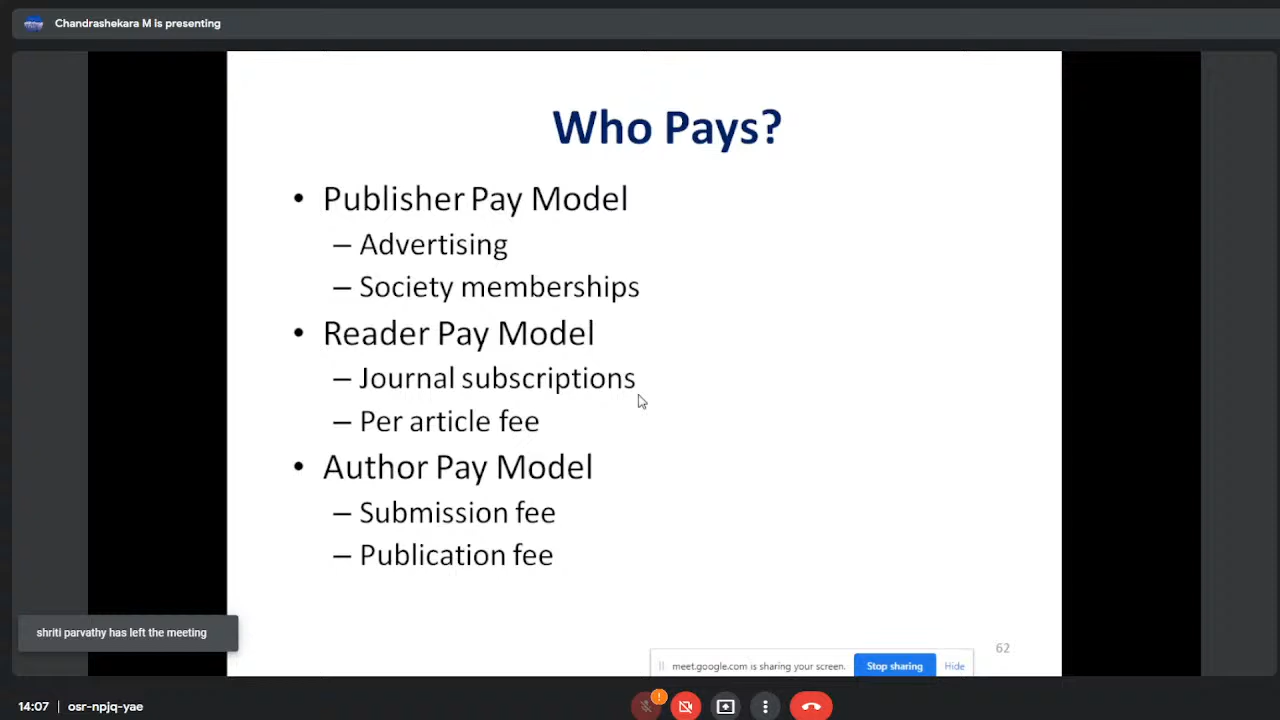 Chandrashekara M is presenting
Who Pays?
• Publisher Pay Model
– Advertising
– Society memberships
• Reader Pay Model
– Journal subscriptions
– Per article fee
• Author Pay Model
– Submission fee
– Publication fee
shriti parvathy has left the meeting
62
meet.google.com is sharing your screen. Stop sharing Hide
14:07 | osr-npjq-yae